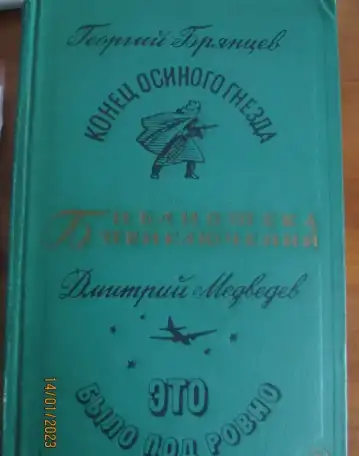 Георгий Брянцев
КОНЕЦ ОСИНОГО ГНЕЗДА
БИБЛИОТЕКА
ПРИКЛЮЧЕНИЙ
Дмитрий Медведев
ЭТО
БЫЛО ПОД РОВНО
14/01/2023